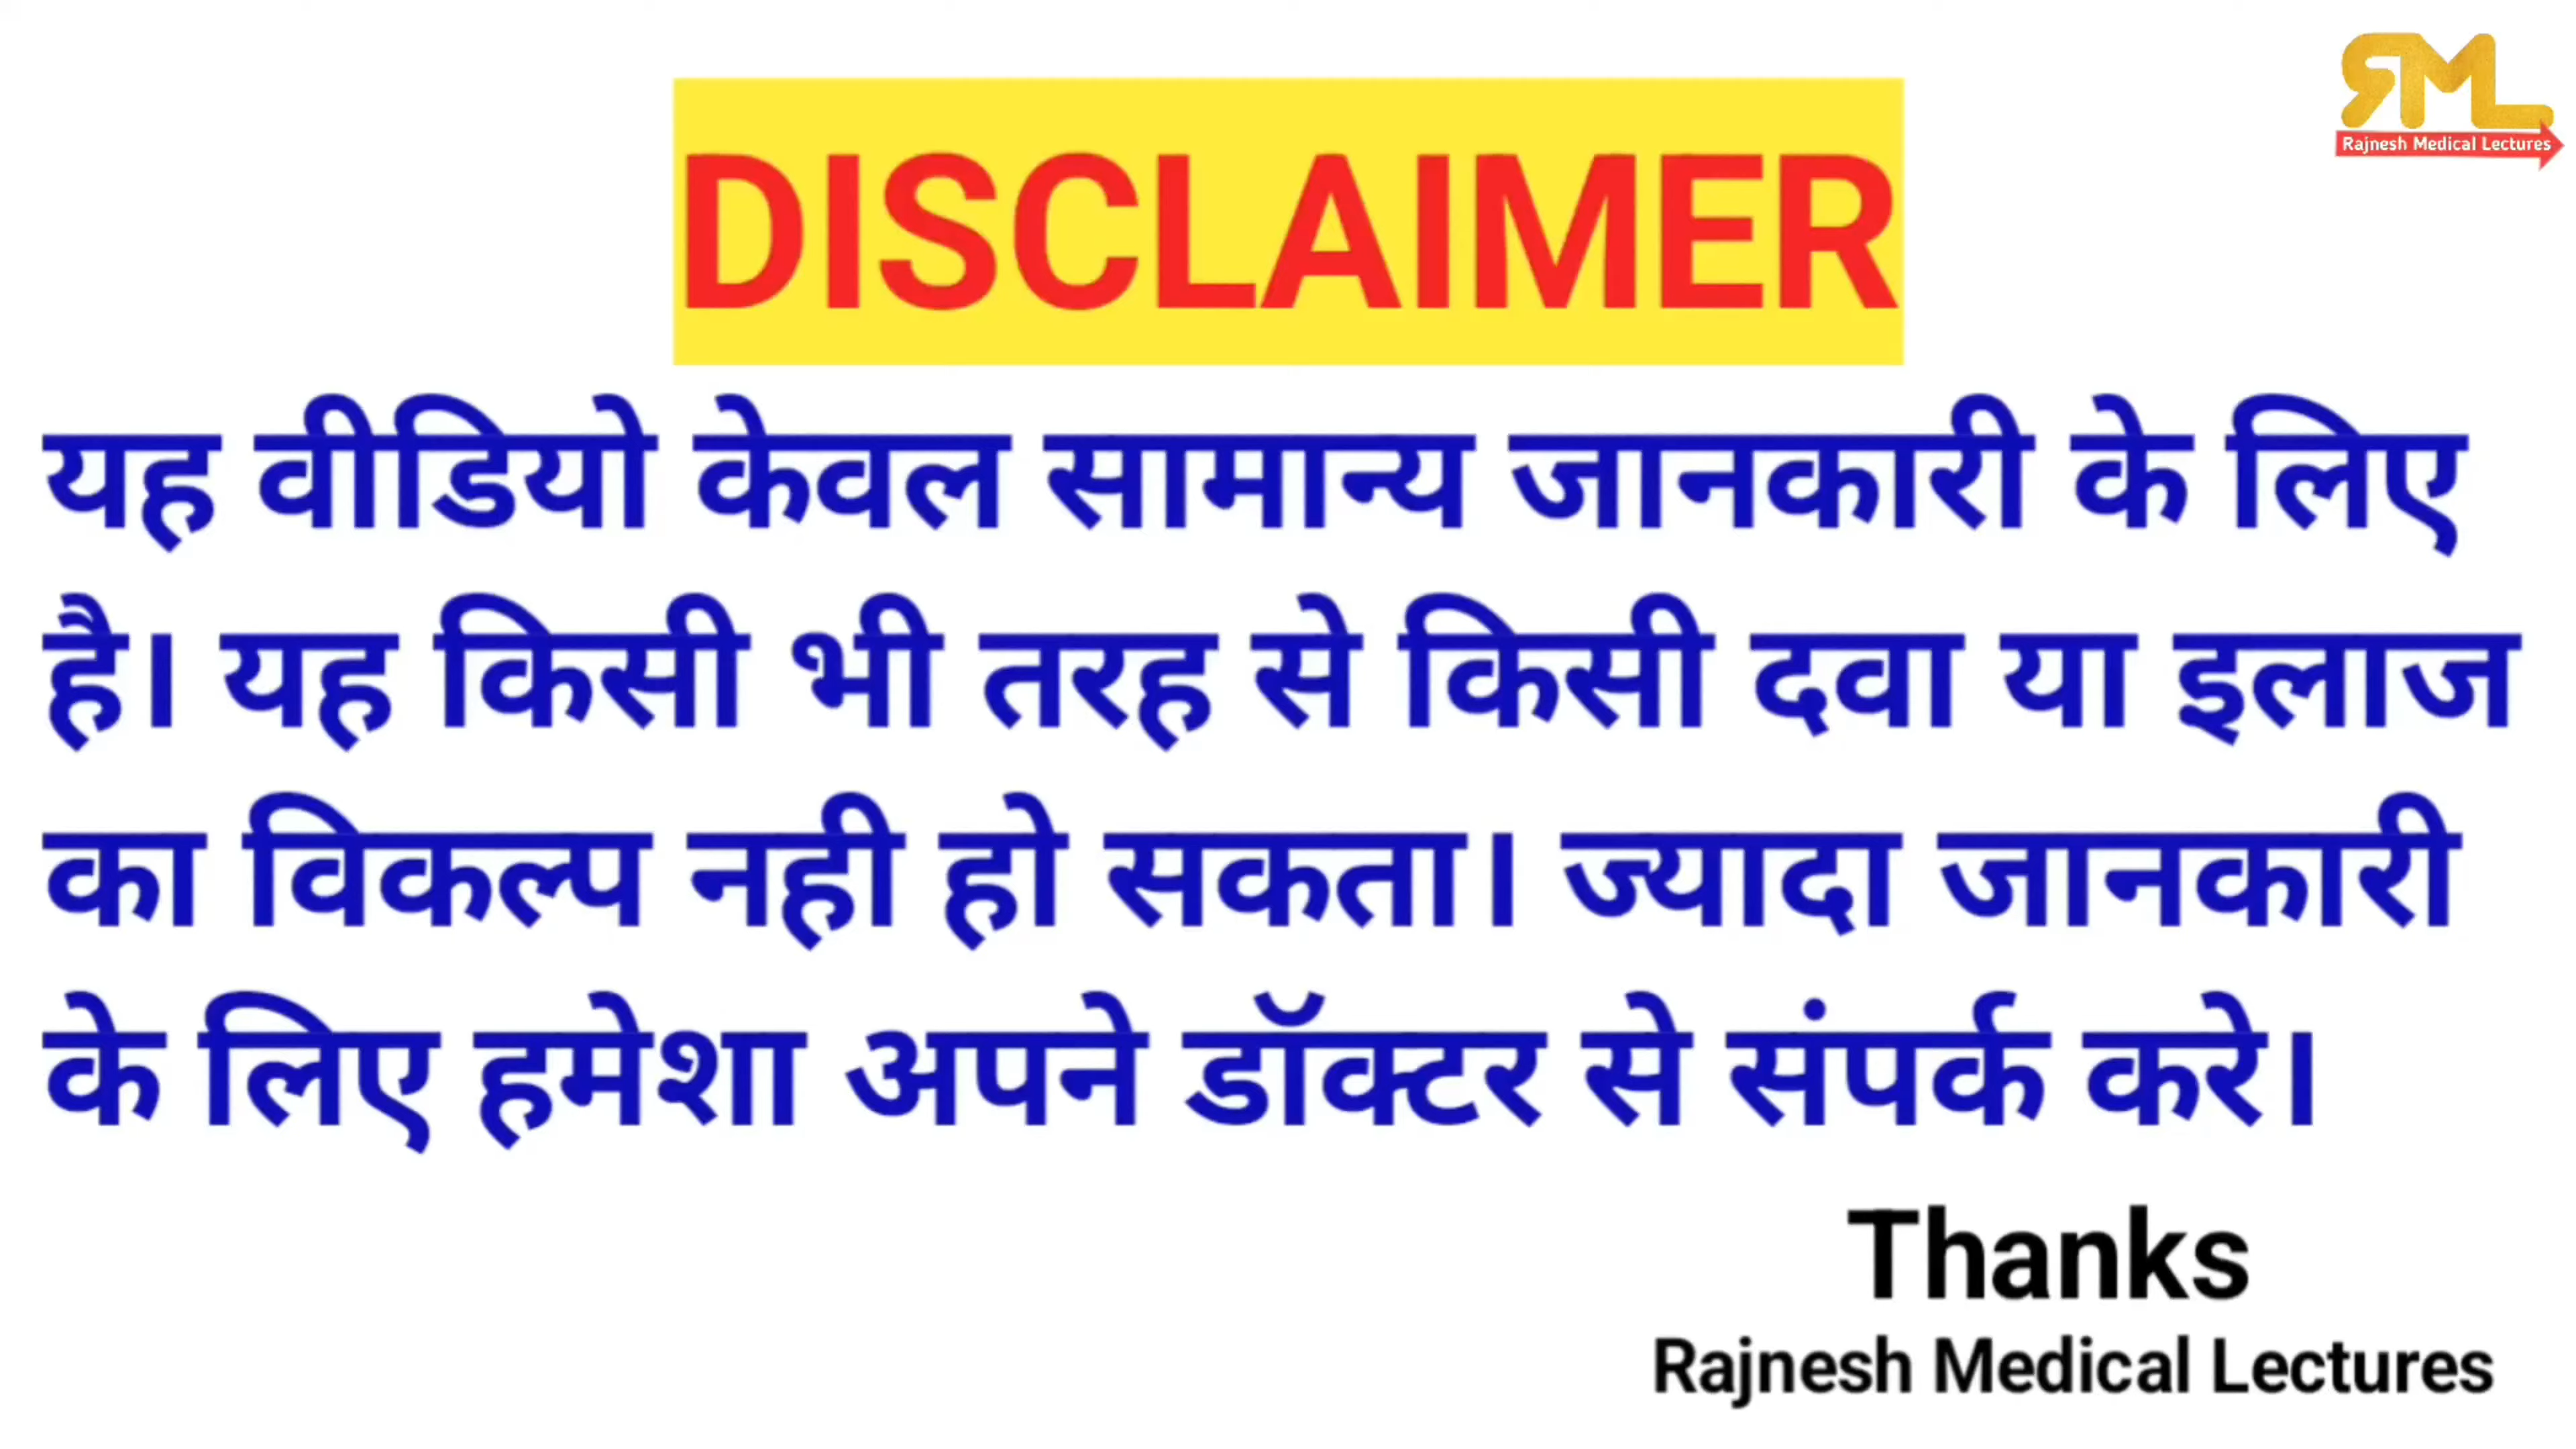 RML
Rajnesh Medical Lectures
DISCLAIMER
यह वीडियो केवल सामान्य जानकारी के लिए
है। यह किसी भी तरह से किसी दवा या इलाज
का विकल्प नही हो सकता। ज्यादा जानकारी
के लिए हमेशा अपने डॉक्टर से संपर्क करे।
Thanks
Rajnesh Medical Lectures